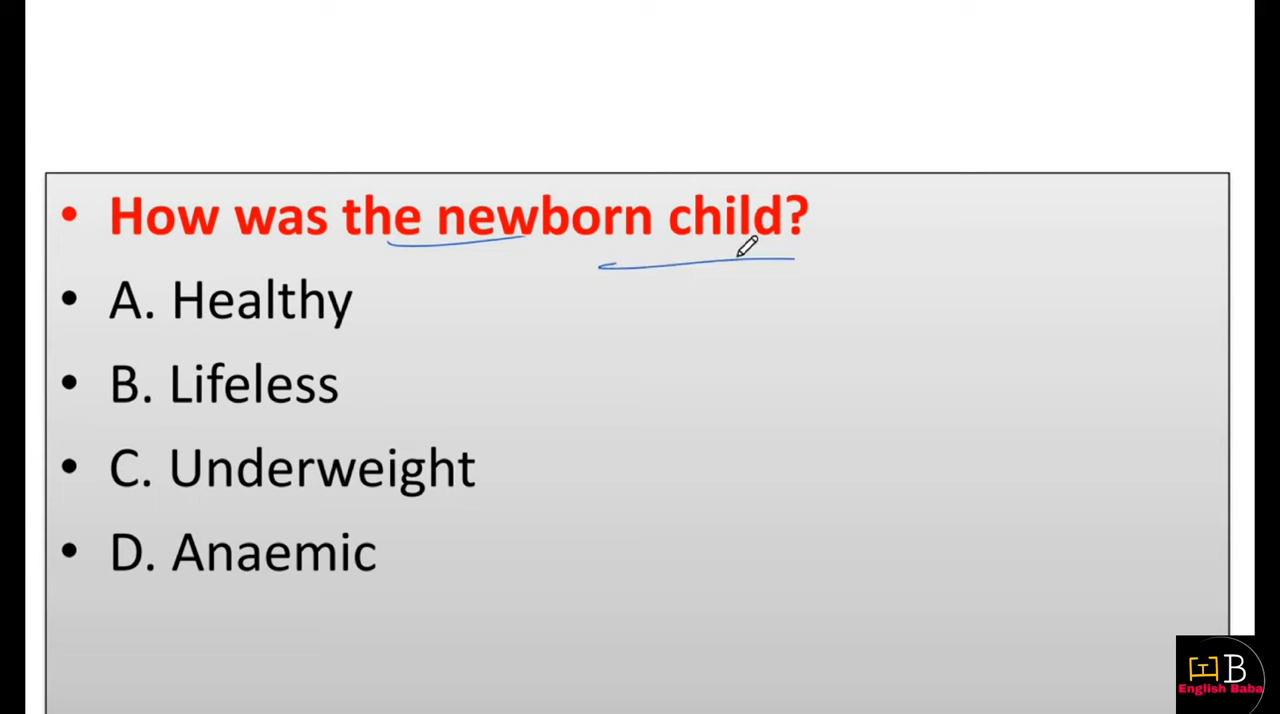 • How was the newborn child?
• A. Healthy
• B. Lifeless
• C. Underweight
• D. Anaemic
B
English Baba